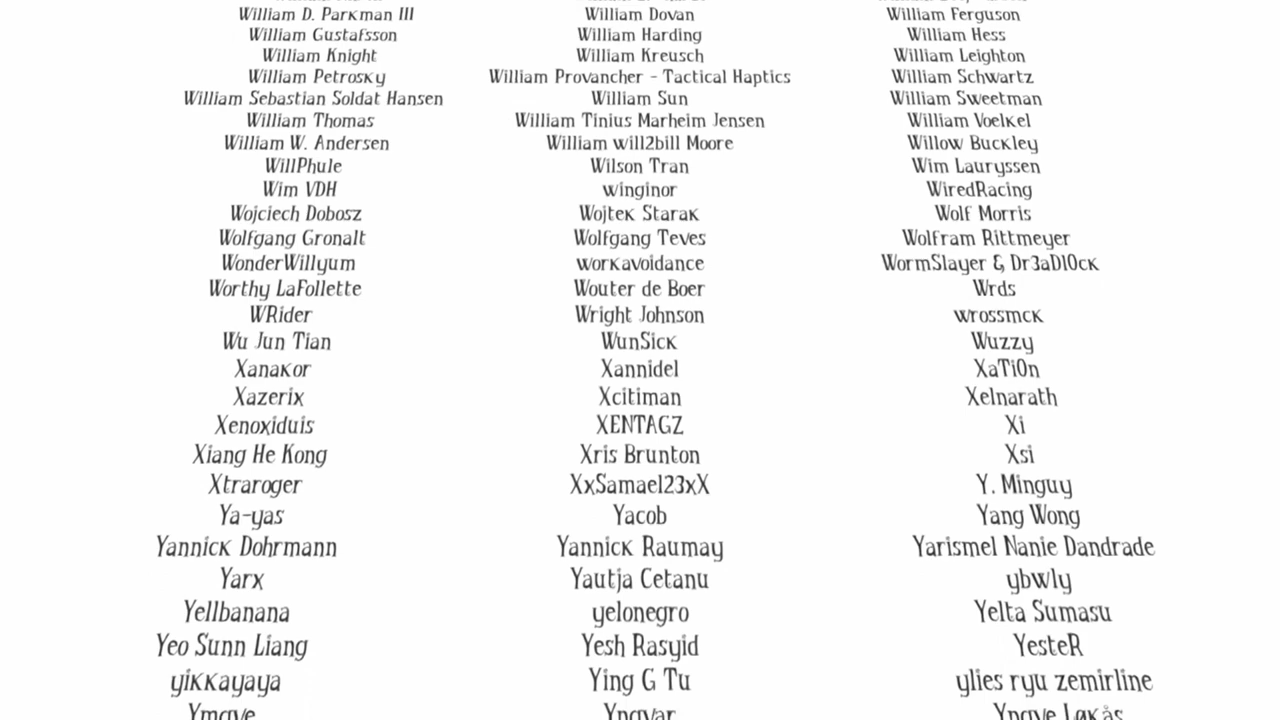 William D. Parkman III
William Dovan
William Ferguson
William Gustafsson
William Harding
William Hess
William Knight
William Kreusch
William Leighton
William Petrosky
William Provancher - Tactical Haptics
William Schwartz
William Sebastian Soldat Hansen
William Sun
William Sweetman
William Thomas
William Tinius Marheim Jensen
William Voelkel
William W. Andersen
William will2bill Moore
Willow Buckley
WillPhule
Wilson Tran
Wim Lauryssen
Wim VDH
winginor
WiredRacing
Wojciech Dobosz
Wojtek Starak
Wolf Morris
Wolfgang Gronalt
Wolfgang Teves
Wolfram Rittmeyer
WonderWillyum
workavoidance
WormSlayer & Dr3aDl0ck
Worthy LaFollette
Wouter de Boer
Wrds
WRider
Wright Johnson
wrossmck
Wu Jun Tian
WunSick
Wuzzy
Xanakor
Xannidel
XaTi0n
Xazerix
Xcitiman
Xelnarath
Xenoxiduis
XENTAGZ
Xi
Xiang He Kong
Xris Brunton
Xsi
Xtraroger
XxSamael23xX
Y. Minguy
Ya-yas
Yacob
Yang Wong
Yannick Dohrmann
Yannick Raumay
Yarismel Nanie Dandrade
Yarx
Yautja Cetanu
ybwly
Yellbanana
yelonegro
Yelta Sumasu
Yeo Sunn Liang
Yesh Rasyid
YesteR
yikkayaya
Ying G Tu
ylies ryu zemirline
Ymgve
Yngvar
Yngve Løkås